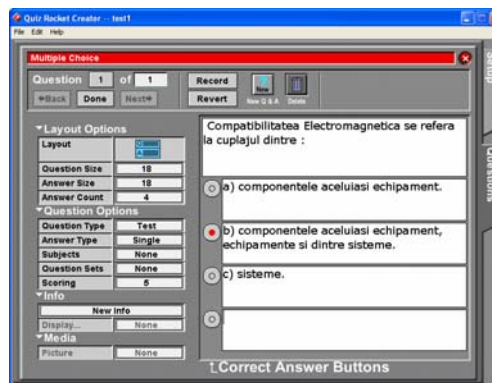 Quiz Rocket Creator -- test1
File Edit Help
Multiple Choice
Question 1 of 1
Back Done Next
Record
Revert
New
New Q & A Delete
Setup
Questions
Layout Options
Layout
Question Size 18
Answer Size 18
Answer Count 4
Question Options
Question Type Test
Answer Type Single
Subjects None
Question Sets None
Scoring 5
Info
New Info
Display... None
Media
Picture None
Compatibilitatea Electromagnetica se refera
la cuplajul dintre :
a) componentele aceluiasi echipament.
b) componentele aceluiasi echipament,
echipamente si dintre sisteme.
c) sisteme.
Correct Answer Buttons